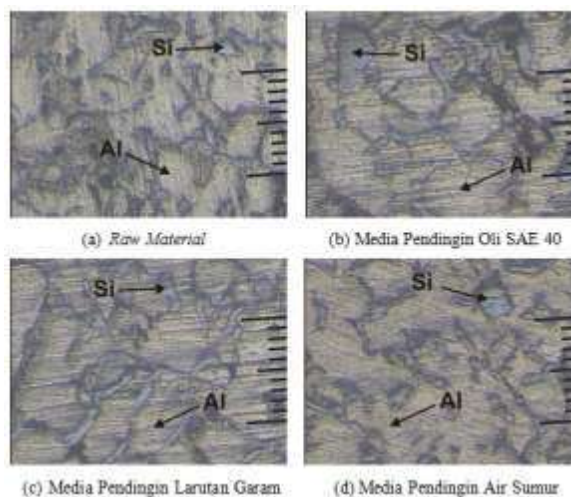 Si
Al
(a) Raw Material
Si
Al
(b) Media Pendingin Oli SAE 40
Si
Al
(c) Media Pendingin Larutan Garam
Si
Al
(d) Media Pendingin Air Sumur